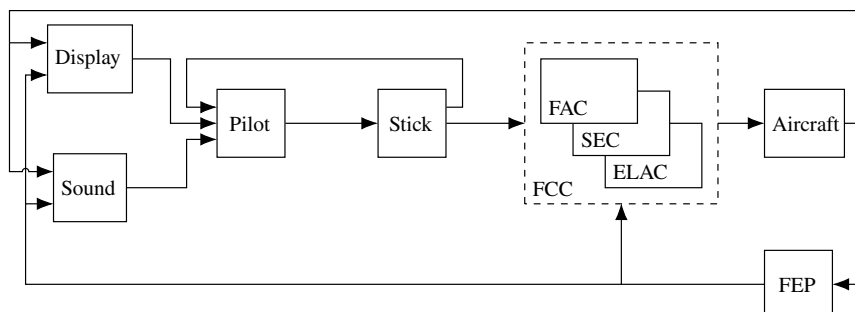 Display
Pilot
Stick
FAC
SEC
ELAC
FCC
Aircraft
Sound
FEP